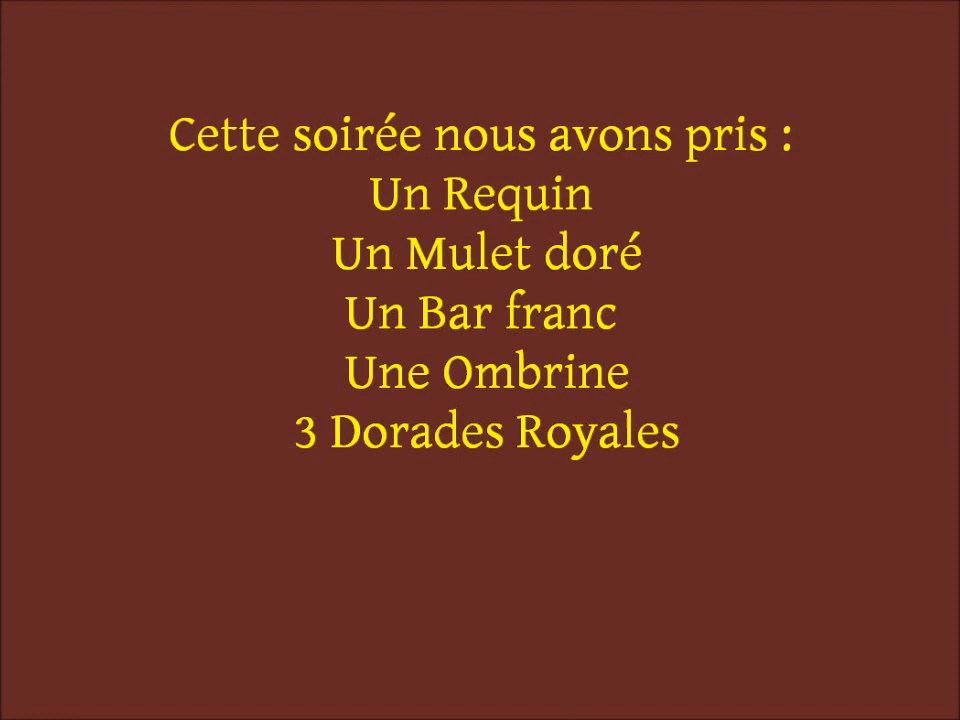 Cette soirée nous avons pris :
Un Requin
Un Mulet doré
Un Bar franc
Une Ombrine
3 Dorades Royales